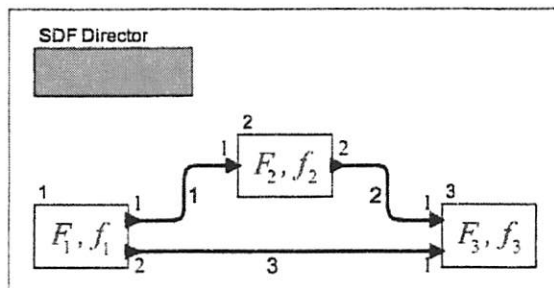 SDF Director
2
1 F₂, f₂ 2
1 1 1 2 1 3
F₁, f₁ F₃, f₃
2 3 1